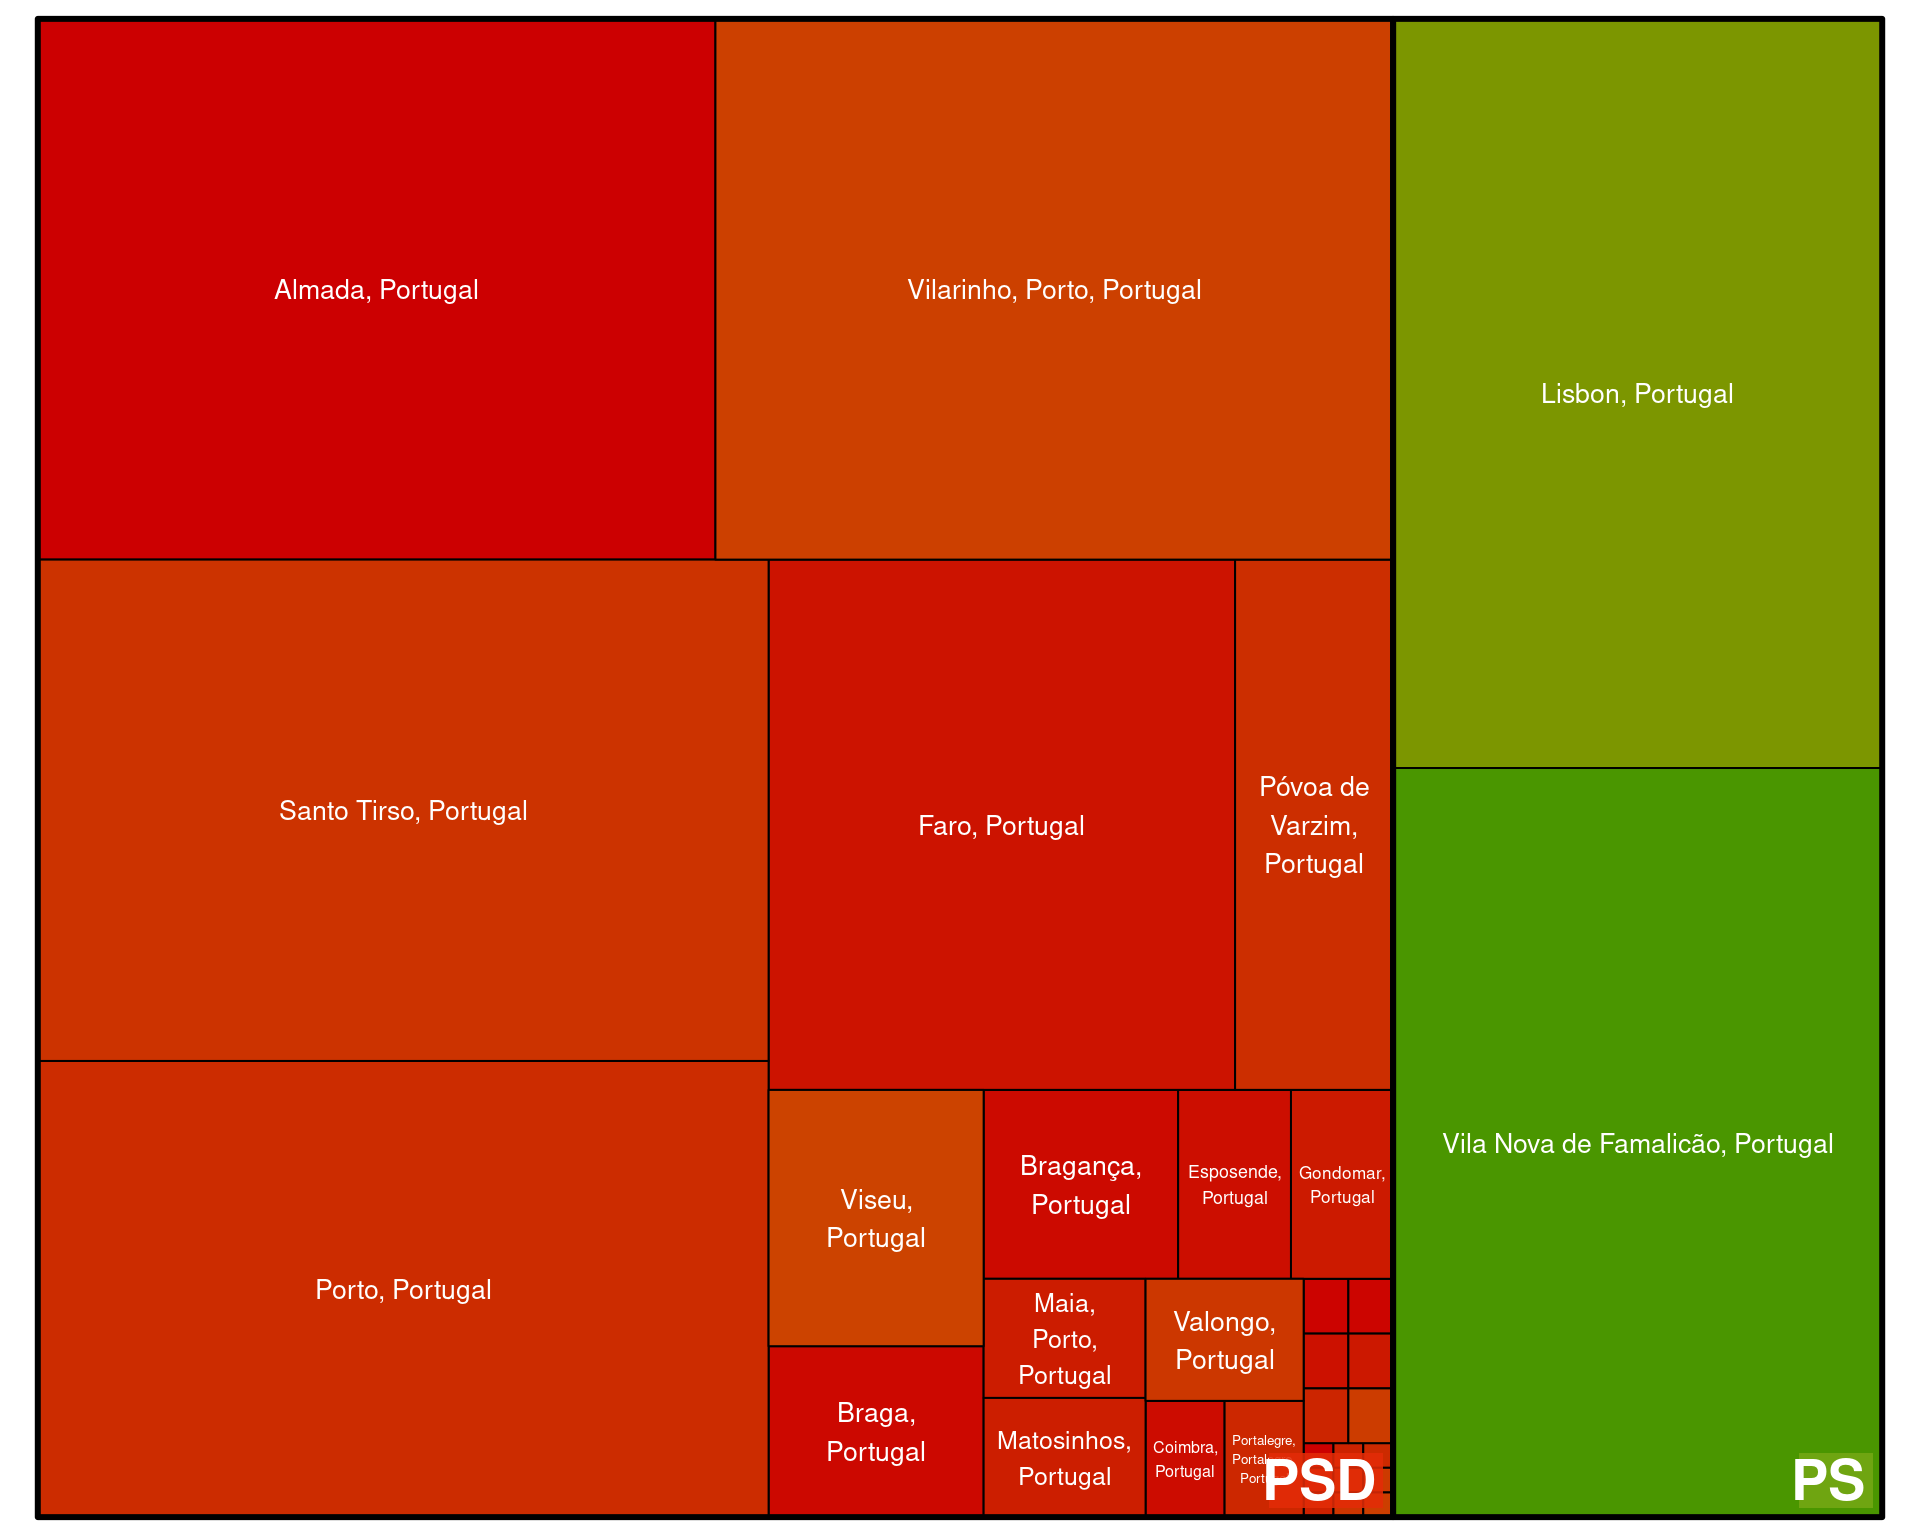 Almada, Portugal
Vilarinho, Porto, Portugal
Lisbon, Portugal
Santo Tirso, Portugal
Faro, Portugal
Póvoa de
Varzim,
Portugal
Porto, Portugal
Viseu,
Portugal
Bragança,
Portugal
Esposende,
Portugal
Gondomar,
Portugal
Maia,
Porto,
Portugal
Valongo,
Portugal
Braga,
Portugal
Matosinhos,
Portugal
Coimbra,
Portugal
Portalegre,
PSD
Vila Nova de Famalicão, Portugal
PS